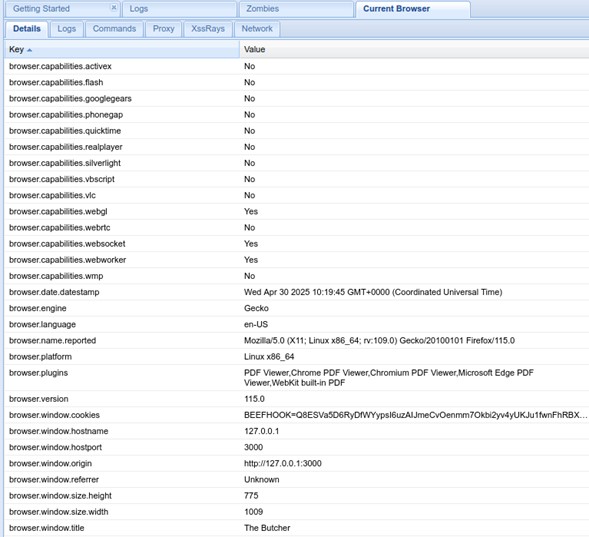 Getting Started Logs Zombies Current Browser
Details Logs Commands Proxy XssRays Network
Key Value
browser.capabilities.activex No
browser.capabilities.flash No
browser.capabilities.googlegears No
browser.capabilities.phonegap No
browser.capabilities.quicktime No
browser.capabilities.realplayer No
browser.capabilities.silverlight No
browser.capabilities.vbscript No
browser.capabilities.vlc No
browser.capabilities.webgl Yes
browser.capabilities.webrtc No
browser.capabilities.websocket Yes
browser.capabilities.webworker Yes
browser.capabilities.wmp No
browser.date.datestamp Wed Apr 30 2025 10:19:45 GMT+0000 (Coordinated Universal Time)
browser.engine Gecko
browser.language en-US
browser.name.reported Mozilla/5.0 (X11; Linux x86_64; rv:109.0) Gecko/20100101 Firefox/115.0
browser.platform Linux x86_64
browser.plugins PDF Viewer,Chrome PDF Viewer,Chromium PDF Viewer,Microsoft Edge PDF
Viewer,WebKit built-in PDF
browser.version 115.0
browser.window.cookies
browser.window.hostname 127.0.0.1
browser.window.hostport 3000
browser.window.origin http://127.0.0.1:3000
browser.window.referrer Unknown
browser.window.size.height 775
browser.window.size.width 1009
browser.window.title The Butcher